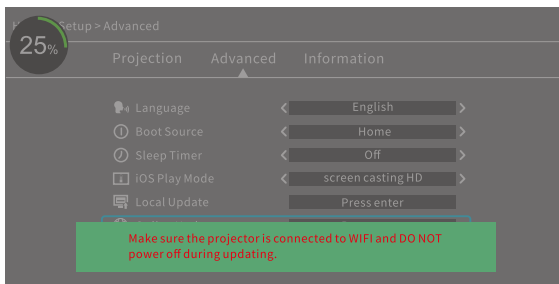 Setup > Advanced
25%
Projection Advanced Information
Language English
Boot Source Home
Sleep Timer Off
iOS Play Mode screen casting HD
Local Update Press enter
Make sure the projector is connected to WIFI and DO NOT
power off during updating.